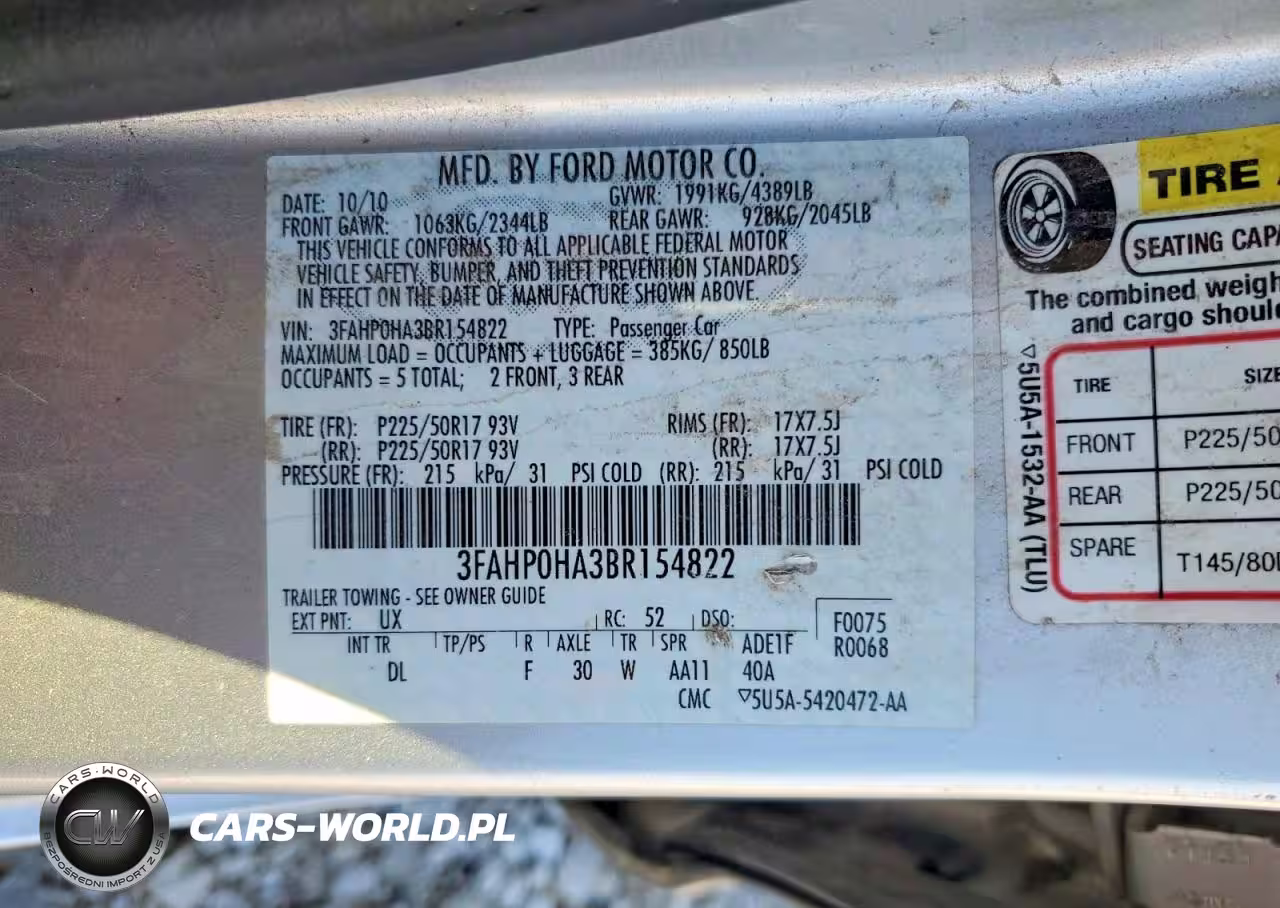 MFD. BY FORD MOTOR CO.
DATE: 10/10 GVWR: 1991KG/4389LB
FRONT GAWR: 1063KG/2344LB REAR GAWR: 928KG/2045LB
THIS VEHICLE CONFORMS TO ALL APPLICABLE FEDERAL MOTOR
VEHICLE SAFETY, BUMPER, AND THEFT PREVENTION STANDARDS
IN EFFECT ON THE DATE OF MANUFACTURE SHOWN ABOVE.
VIN: 3FAHP0HA3BR154822 TYPE: Passenger Car
MAXIMUM LOAD = OCCUPANTS + LUGGAGE = 385KG/ 850LB
OCCUPANTS = 5 TOTAL; 2 FRONT, 3 REAR
TIRE (FR): P225/50R17 93V RIMS (FR): 17X7.5J
(RR): P225/50R17 93V (RR): 17X7.5J
PRESSURE (FR): 215 kPa/ 31 PSI COLD (RR): 215 kPa/ 31 PSI COLD
3FAHP0HA3BR154822
TRAILER TOWING - SEE OWNER GUIDE
EXT PNT: UX RC: 52 DSO: F0075
INT TR TP/PS R AXLE TR SPR ADE1F R0068
DL F 30 W AA11 40A
CMC ▽5U5A-5420472-AA
TIRE
SEATING CAPA
The combined weigh
and cargo shoul
▽5U5A-1532-AA (TLU)
TIRE SIZE
FRONT P225/50
REAR P225/50
SPARE T145/80
CARS-WORLD
CW
BEZPOŚREDNI IMPORT Z USA
CARS-WORLD.PL